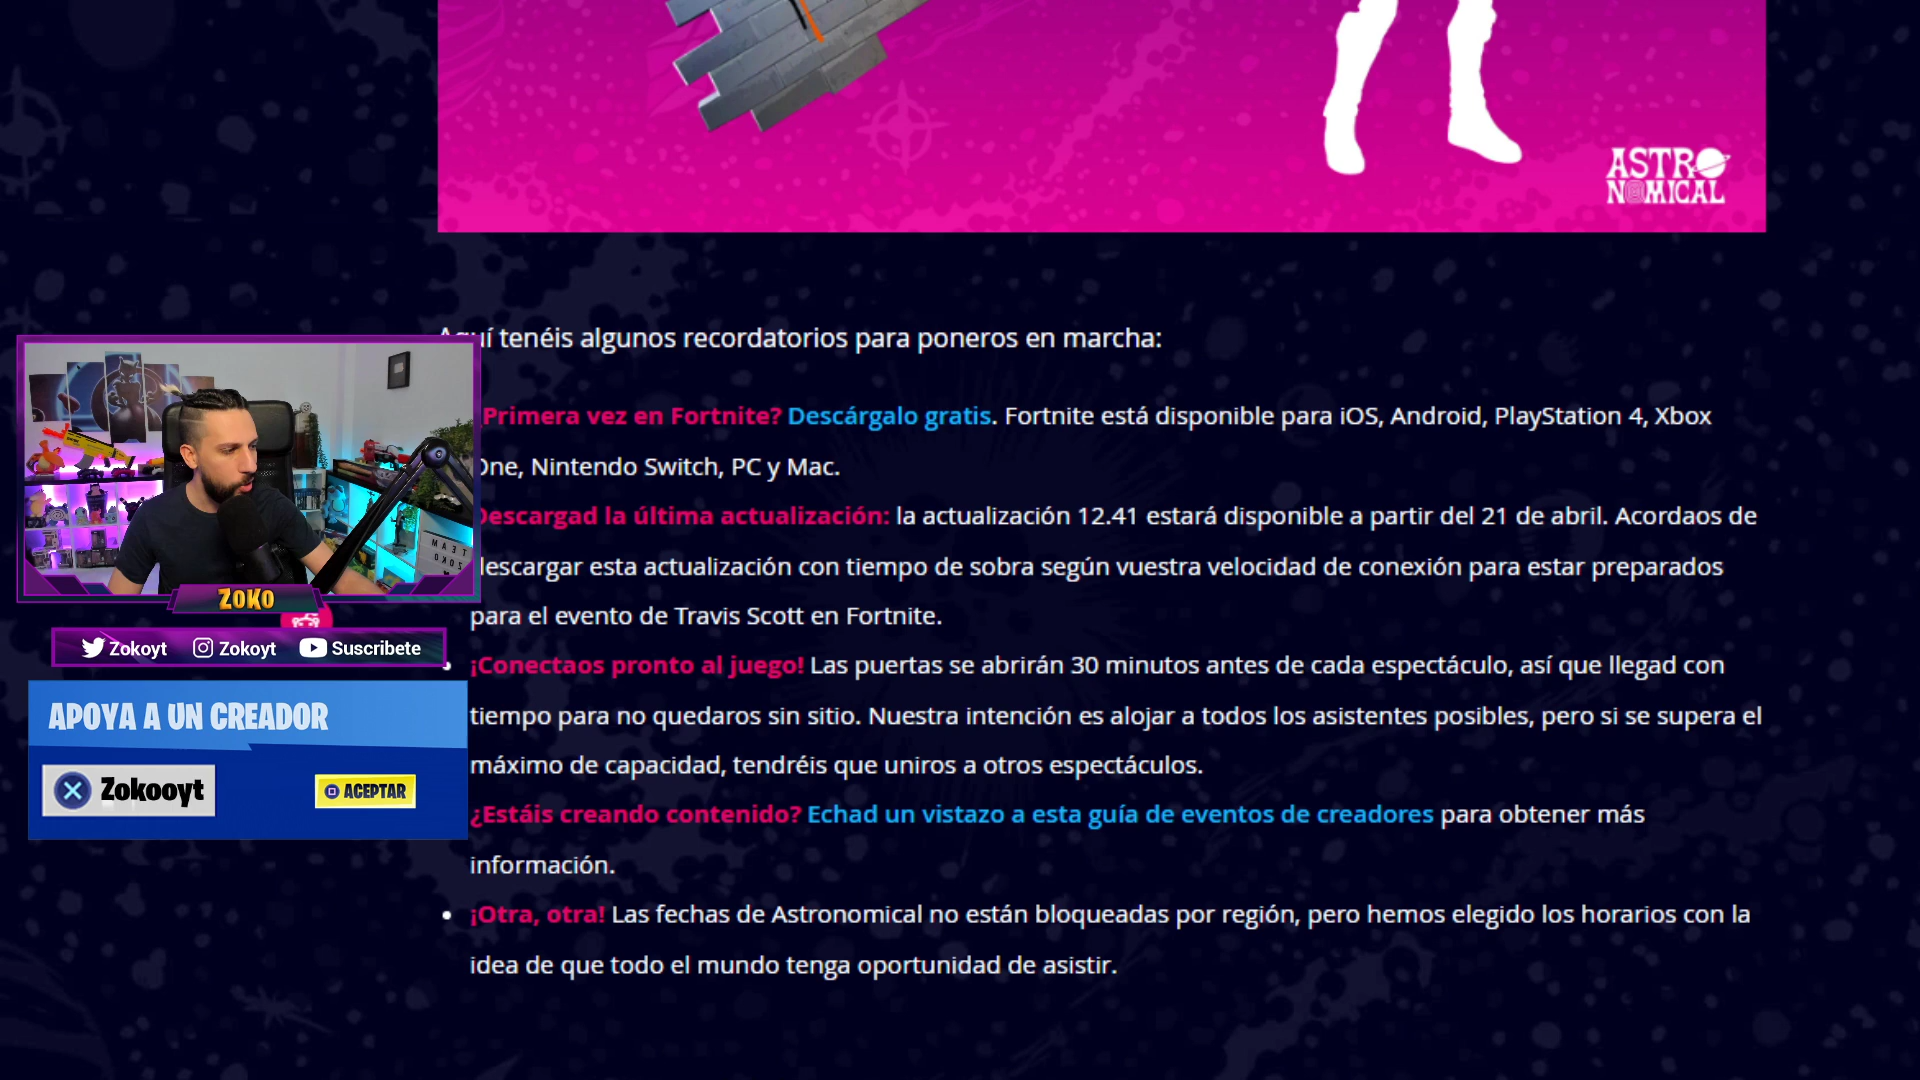 ASTRO
NOMICAL
Aquí tenéis algunos recordatorios para poneros en marcha:
Primera vez en Fortnite? Descárgalo gratis. Fortnite está disponible para iOS, Android, PlayStation 4, Xbox
One, Nintendo Switch, PC y Mac.
Descargad la última actualización: la actualización 12.41 estará disponible a partir del 21 de abril. Acordaos de
descargar esta actualización con tiempo de sobra según vuestra velocidad de conexión para estar preparados
para el evento de Travis Scott en Fortnite.
¡Conectaos pronto al juego! Las puertas se abrirán 30 minutos antes de cada espectáculo, así que llegad con
tiempo para no quedaros sin sitio. Nuestra intención es alojar a todos los asistentes posibles, pero si se supera el
máximo de capacidad, tendréis que uniros a otros espectáculos.
¿Estáis creando contenido? Echad un vistazo a esta guía de eventos de creadores para obtener más
información.
• ¡Otra, otra! Las fechas de Astronomical no están bloqueadas por región, pero hemos elegido los horarios con la
idea de que todo el mundo tenga oportunidad de asistir.
TEAM
ZOKO
ZOKO
Zokoyt Zokoyt Suscribete
APOYA A UN CREADOR
Zokooyt ACEPTAR